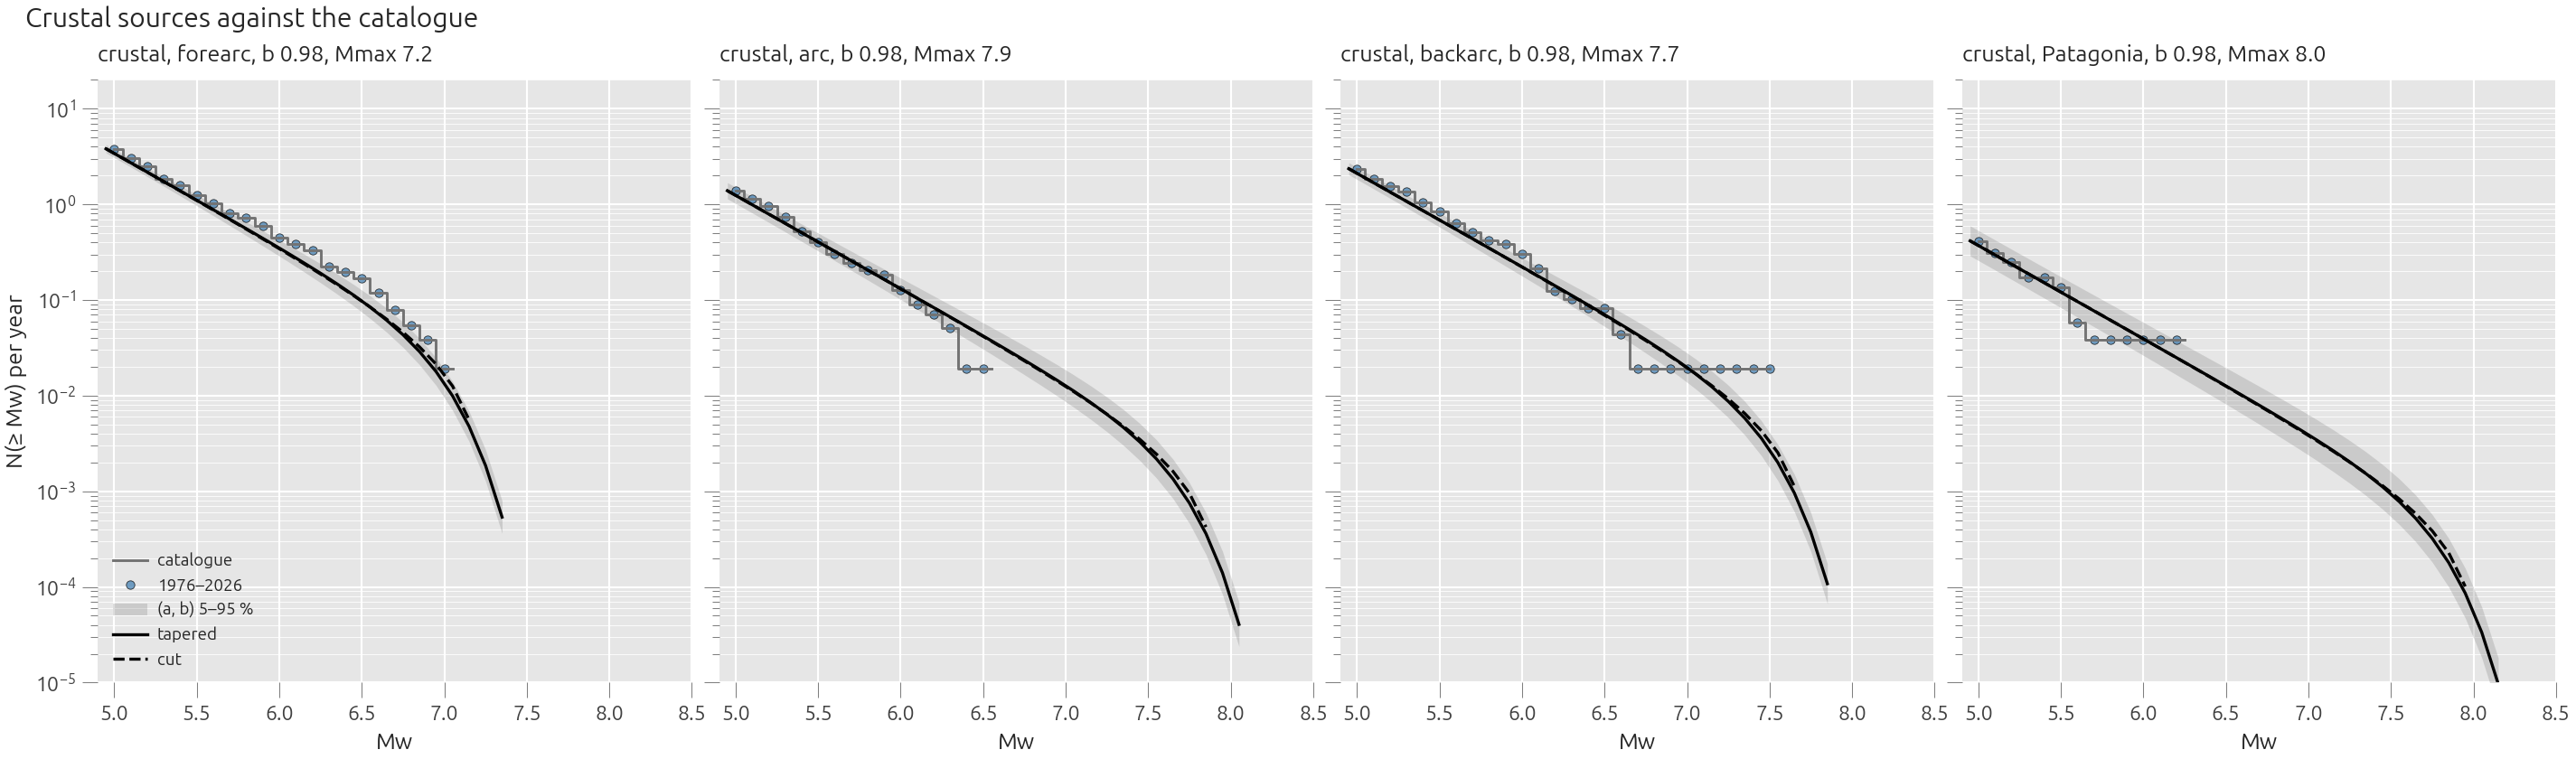 Crustal sources against the catalogue
crustal, forearc, b 0.98, Mmax 7.2
crustal, arc, b 0.98, Mmax 7.9
crustal, backarc, b 0.98, Mmax 7.7
crustal, Patagonia, b 0.98, Mmax 8.0
N(≥ Mw) per year
10¹
10⁰
10⁻¹
10⁻²
10⁻³
10⁻⁴
10⁻⁵
catalogue
1976–2026
(a, b) 5–95 %
tapered
cut
5.0 5.5 6.0 6.5 7.0 7.5 8.0 8.5
5.0 5.5 6.0 6.5 7.0 7.5 8.0 8.5
5.0 5.5 6.0 6.5 7.0 7.5 8.0 8.5
5.0 5.5 6.0 6.5 7.0 7.5 8.0 8.5
Mw
Mw
Mw
Mw